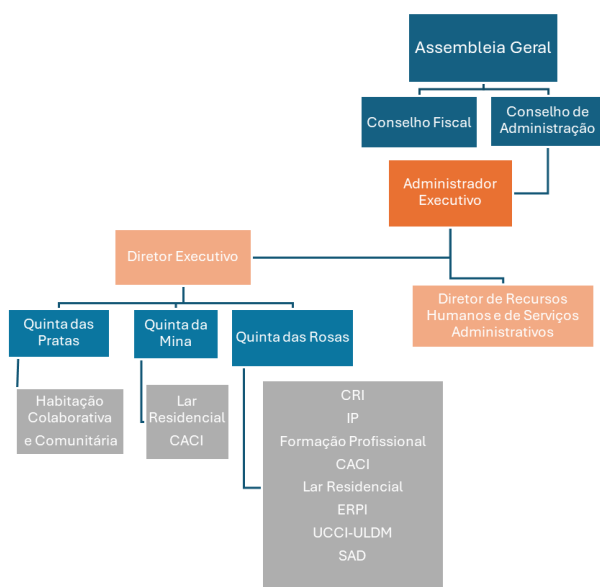 Assembleia Geral
Conselho Fiscal
Conselho de
Administração
Administrador
Executivo
Diretor Executivo
Diretor de Recursos
Humanos e de Serviços
Administrativos
Quinta das
Pratas
Quinta da
Mina
Quinta das Rosas
Habitação
Colaborativa
e Comunitária
Lar
Residencial
CACI
CRI
IP
Formação Profissional
CACI
Lar Residencial
ERPI
UCCI-ULDM
SAD